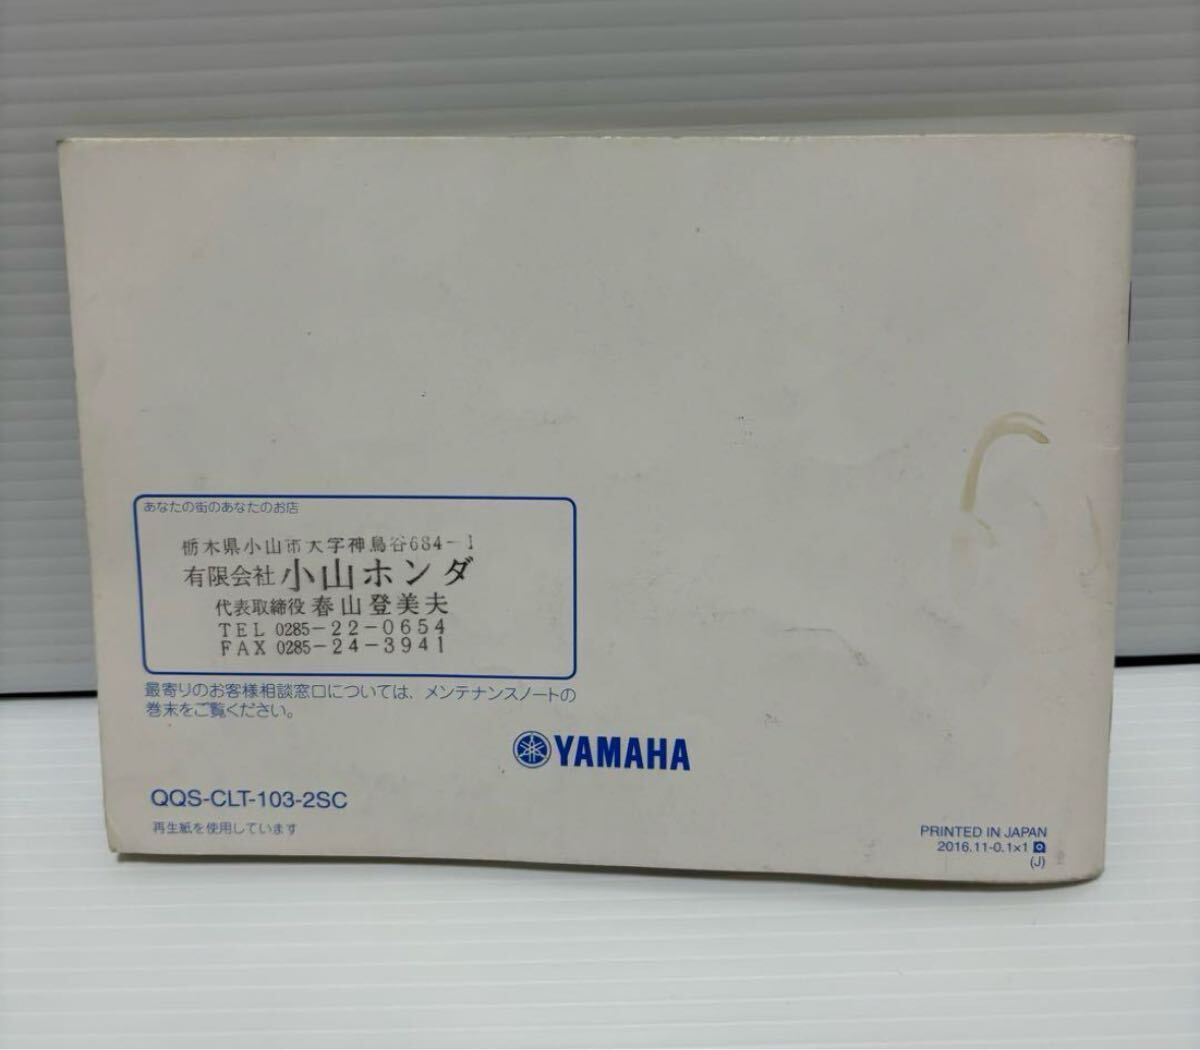 あなたの街のあなたのお店
栃木県小山市大字神鳥谷684-1
有限会社 小山ホンダ
代表取締役 春山登美夫
TEL 0285-22-0654
FAX 0285-24-3941
最寄りのお客様相談窓口については、メンテナンスノートの
巻末をご覧ください。
YAMAHA
QQS-CLT-103-2SC
再生紙を使用しています
PRINTED IN JAPAN
2016.11-0.1×1
(J)